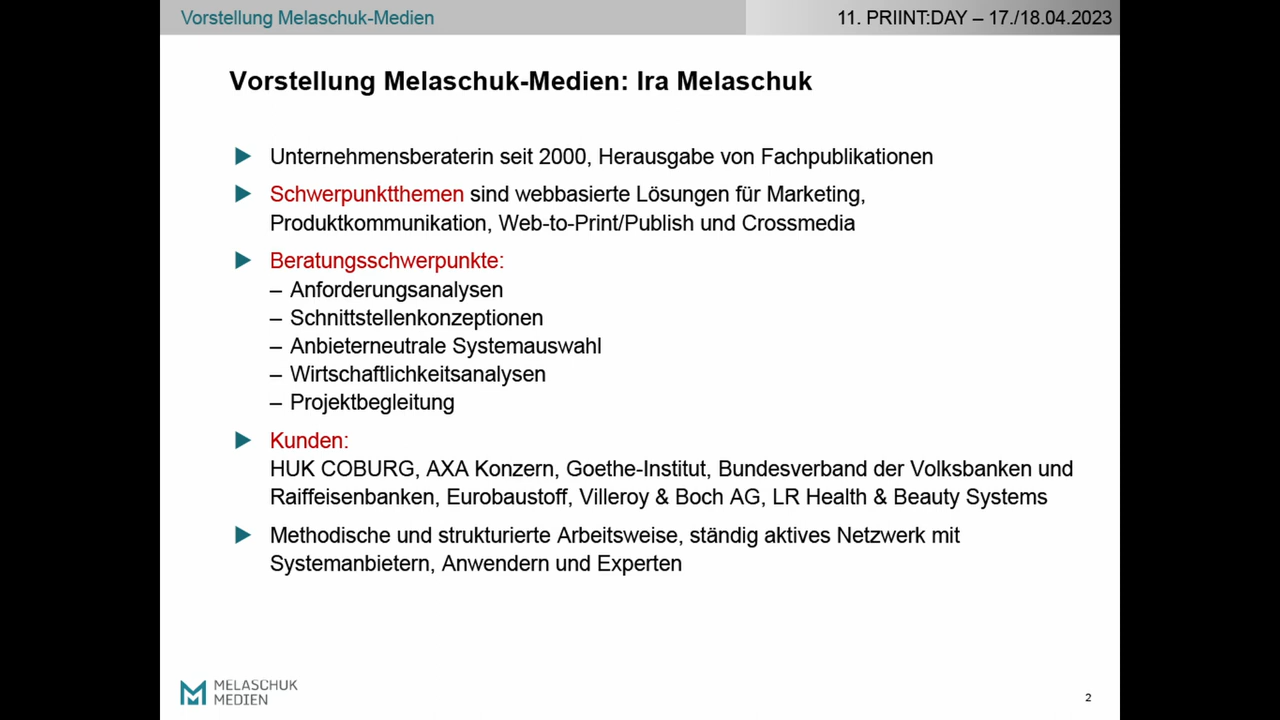 Vorstellung Melaschuk-Medien
11. PRIINT:DAY – 17./18.04.2023
Vorstellung Melaschuk-Medien: Ira Melaschuk
Unternehmensberaterin seit 2000, Herausgabe von Fachpublikationen
Schwerpunktthemen sind webbasierte Lösungen für Marketing,
Produktkommunikation, Web-to-Print/Publish und Crossmedia
Beratungsschwerpunkte:
– Anforderungsanalysen
– Schnittstellenkonzeptionen
– Anbieterneutrale Systemauswahl
– Wirtschaftlichkeitsanalysen
– Projektbegleitung
Kunden:
HUK COBURG, AXA Konzern, Goethe-Institut, Bundesverband der Volksbanken und
Raiffeisenbanken, Eurobaustoff, Villeroy & Boch AG, LR Health & Beauty Systems
Methodische und strukturierte Arbeitsweise, ständig aktives Netzwerk mit
Systemanbietern, Anwendern und Experten
MELASCHUK
MEDIEN
2